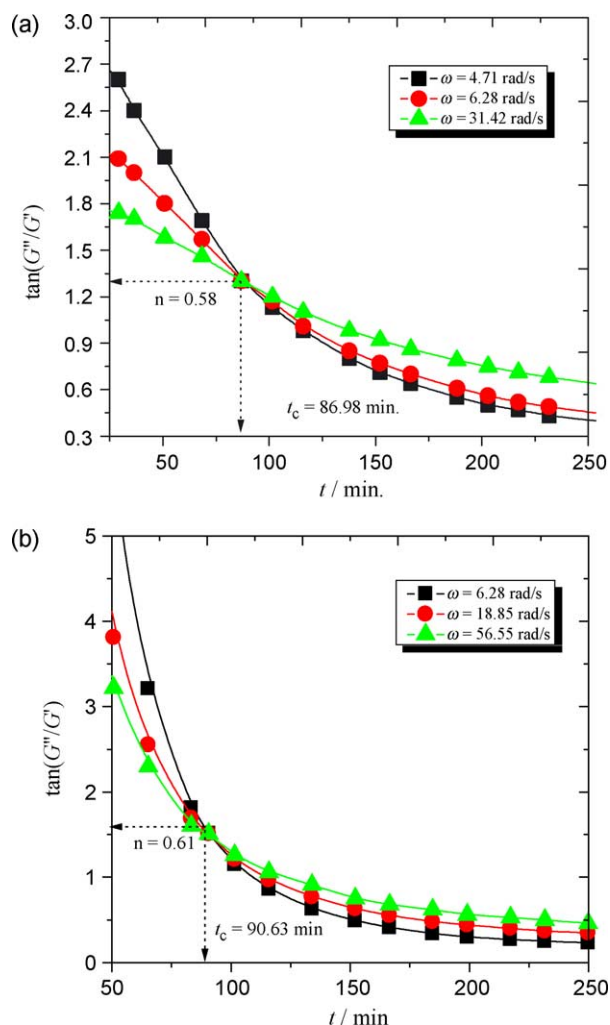 (a)
3.0
2.7
2.4
2.1
1.8
1.5
1.2
0.9
0.6
0.3
tan(G''/G')
ω = 4.71 rad/s
ω = 6.28 rad/s
ω = 31.42 rad/s
n = 0.58
t_c = 86.98 min.
50 100 150 200 250
t / min.
(b)
5
4
3
2
1
0
tan(G''/G')
ω = 6.28 rad/s
ω = 18.85 rad/s
ω = 56.55 rad/s
n = 0.61
t_c = 90.63 min
50 100 150 200 250
t / min